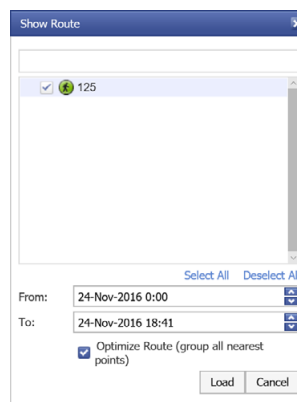 Show Route
125
Select All Deselect Al
From: 24-Nov-2016 0:00
To: 24-Nov-2016 18:41
Optimize Route (group all nearest
points)
Load Cancel